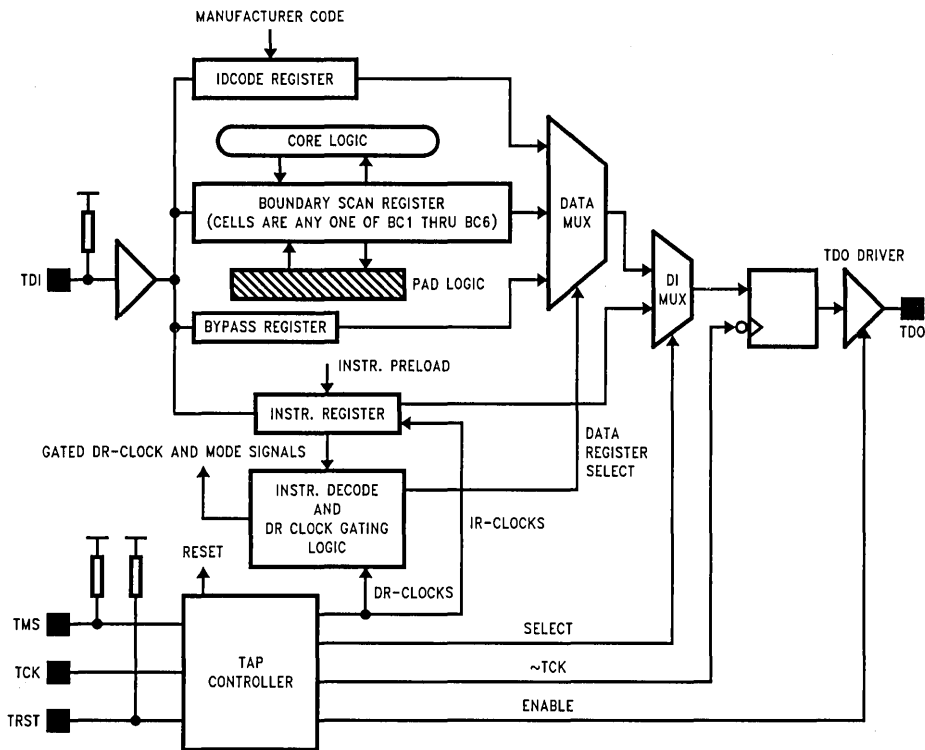 MANUFACTURER CODE
IDCODE REGISTER
CORE LOGIC
BOUNDARY SCAN REGISTER
(CELLS ARE ANY ONE OF BC1 THRU BC6)
DATA
MUX
PAD LOGIC
TDI
DI
MUX
TDO DRIVER
TDO
BYPASS REGISTER
INSTR. PRELOAD
INSTR. REGISTER
DATA
REGISTER
SELECT
GATED DR-CLOCK AND MODE SIGNALS
INSTR. DECODE
AND
DR CLOCK GATING
LOGIC
IR-CLOCKS
RESET
DR-CLOCKS
TMS
TCK
TRST
TAP
CONTROLLER
SELECT
~TCK
ENABLE